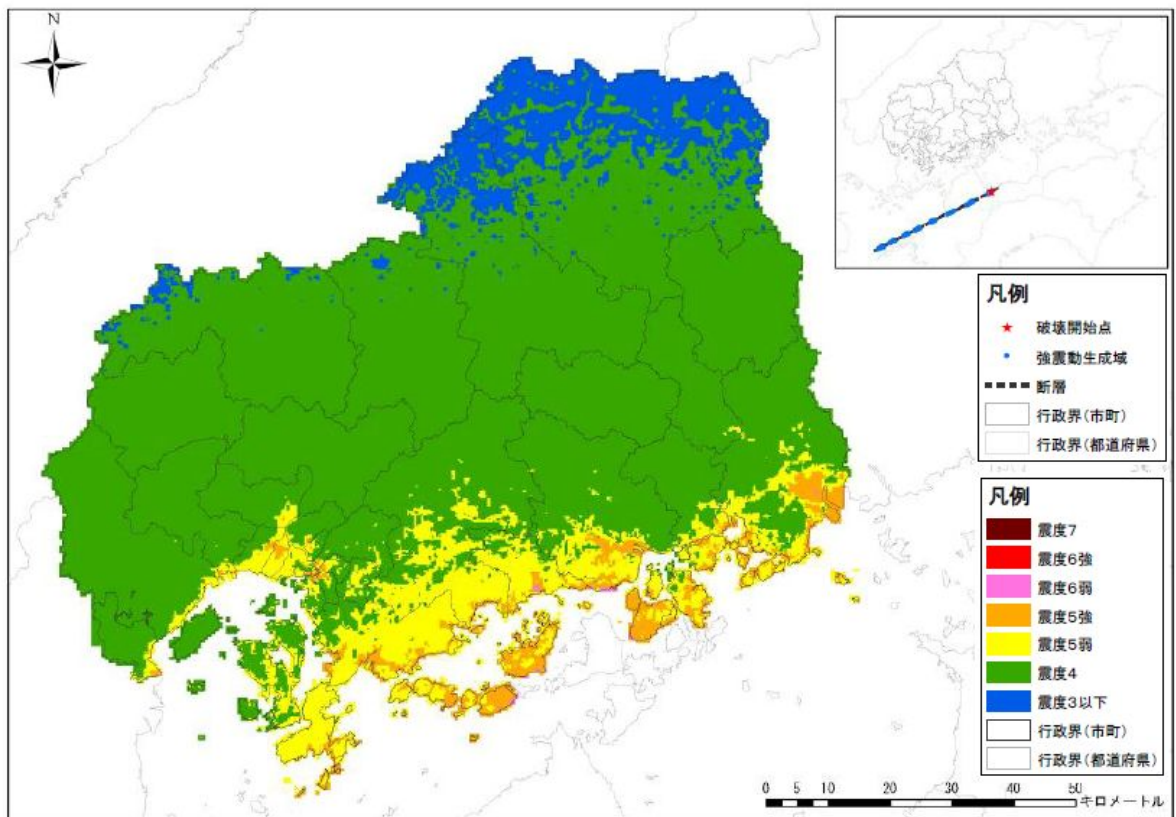 N
凡例
破壊開始点
強震動生成域
断層
行政界(市町)
行政界(都道府県)
凡例
震度7
震度6強
震度6弱
震度5強
震度5弱
震度4
震度3以下
行政界(市町)
行政界(都道府県)
0 5 10 20 30 40 50
キロメートル